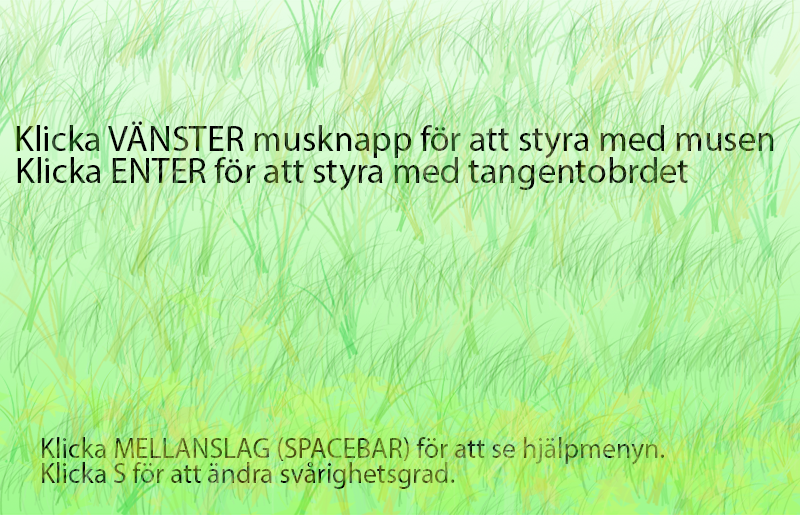 Klicka VÄNSTER musknapp för att styra med musen
Klicka ENTER för att styra med tangentobrdet
Klicka MELLANSLAG (SPACEBAR) för att se hjälpmenyn.
Klicka S för att ändra svårighetsgrad.